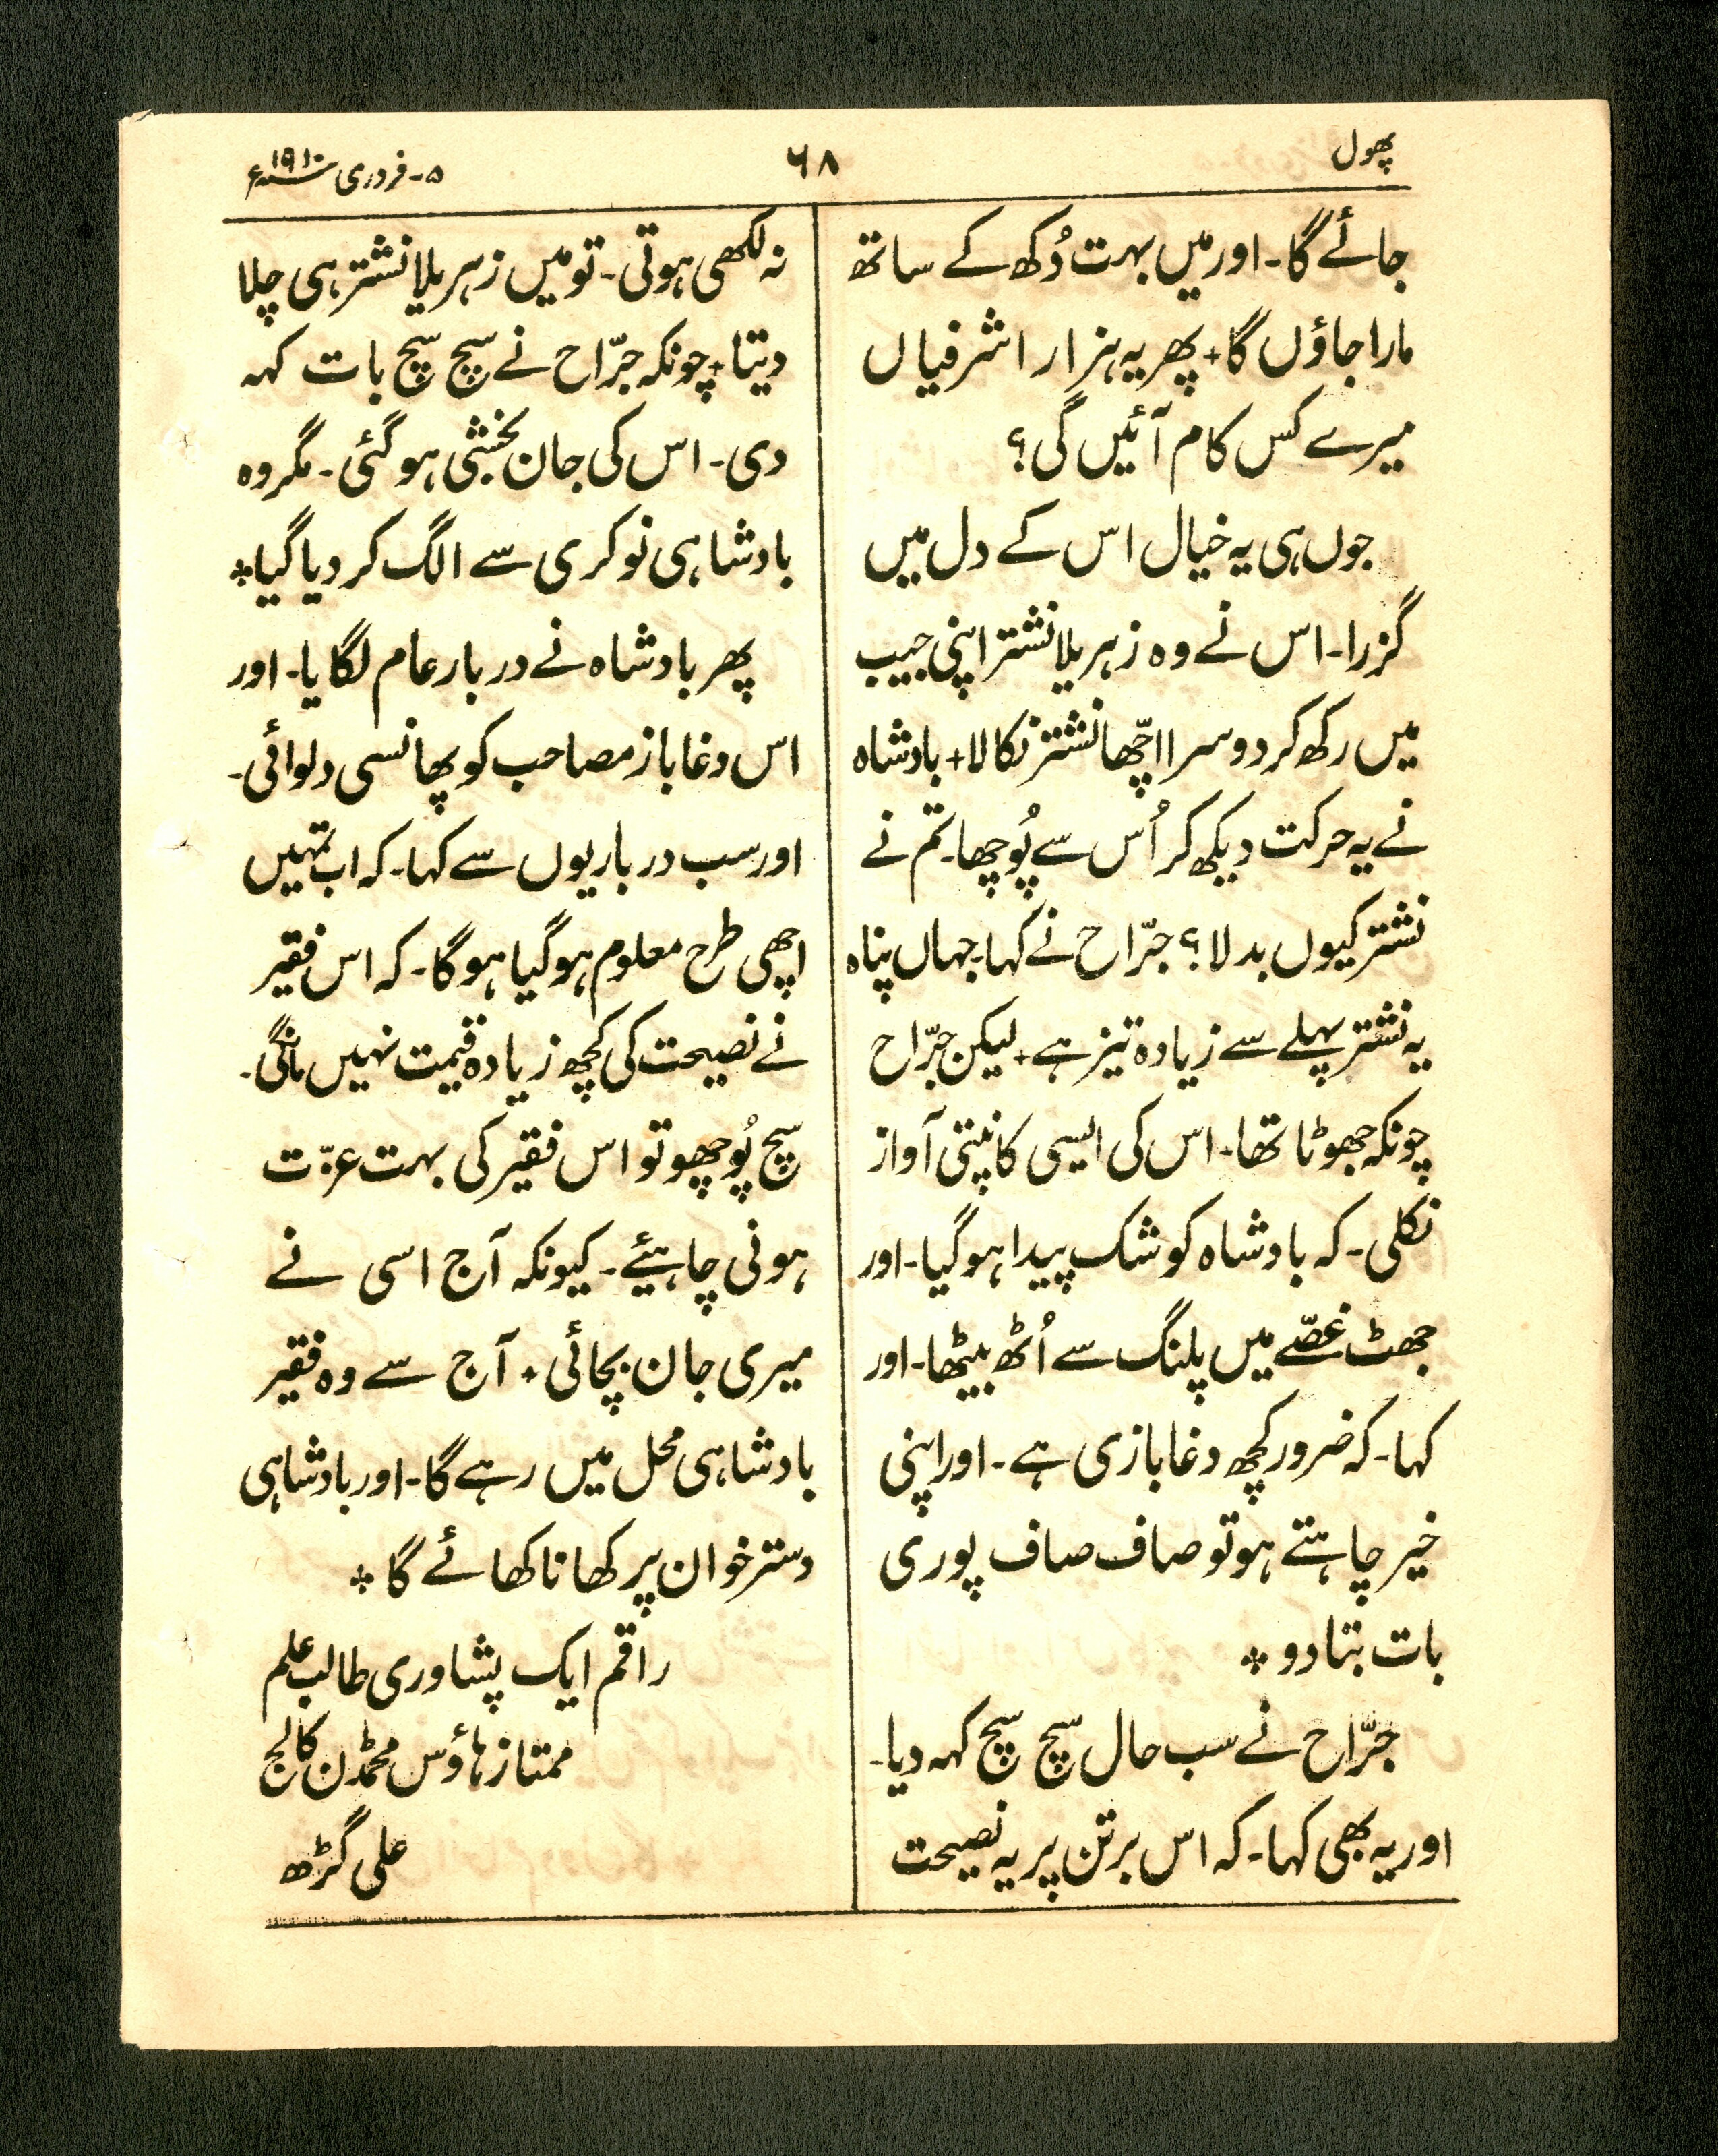 پھول
۶۸
۵۔ فروری ۱۹۱۰ء
جائے گا۔ اور میں بہت دُکھ کے ساتھ
مارا جاؤں گا + پھر یہ ہزار اشرفیاں
میرے کس کام آئیں گی؟
جوں ہی یہ خیال اس کے دل میں
گزرا۔ اس نے وہ زہریلا نشتر اپنی جیب
میں رکھ کر دوسرا اچّھا نشتر نکالا + بادشاہ
نے یہ حرکت دیکھ کر اُس سے پُوچھا۔ تم نے
نشتر کیوں بدلا؟ جرّاح نے کہا۔ جہاں پناہ
یہ نشتر پہلے سے زیادہ تیز ہے + لیکن جرّاح
چونکہ جھوٹا تھا۔ اس کی ایسی کانپتی آواز
نکلی۔ کہ بادشاہ کو شک پیدا ہو گیا۔ اور
جھٹ غصّے میں پلنگ سے اُٹھ بیٹھا۔ اور
کہا۔ کہ ضرور کچھ دغا بازی ہے۔ اور اپنی
خیر چاہتے ہو تو صاف صاف پوری
بات بتا دو ⁂
جرّاح نے سب حال سچ سچ کہہ دیا۔
اور یہ بھی کہا۔ کہ اس برتن پر یہ نصیحت
نہ لکھی ہوتی۔ تو میں زہریلا نشتر ہی چلا
دیتا + چونکہ جرّاح نے سچ سچ بات کہہ
دی۔ اس کی جان بخشی ہو گئی۔ مگر وہ
بادشاہی نوکری سے الگ کر دیا گیا ⁂
پھر بادشاہ نے دربار عام لگایا۔ اور
اس دغا باز مصاحب کو پھانسی دلوائی۔
اور سب درباریوں سے کہا۔ کہ اب تمہیں
اچھی طرح معلوم ہو گیا ہو گا۔ کہ اس فقیر
نے نصیحت کی کچھ زیادہ قیمت نہیں مانگی۔
سچ پُوچھو تو اس فقیر کی بہت عزّت
ہونی چاہئے۔ کیونکہ آج اسی نے
میری جان بچائی + آج سے وہ فقیر
بادشاہی محل میں رہے گا۔ اور بادشاہی
دسترخوان پر کھانا کھائے گا ⁂
راقم ایک پشاوری طالب علم
ممتاز ہاؤس محمڈن کالج
علی گڑھ